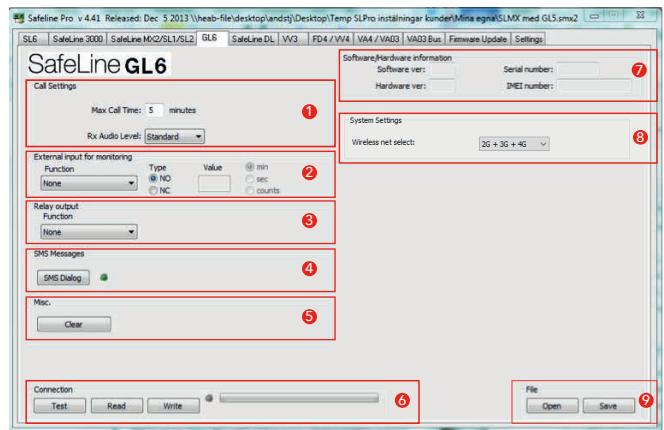 Safeline Pro v 4.41 Released: Dec 5 2013 \\heab-file\desktop\andstj\Desktop\Temp SLPro inställningar kunder\Mina egna\SLMX med GL5.smx2
SL6 SafeLine 3000 SafeLine MX2/SL1/SL2 GL6 SafeLine DL VV3 FD4 / VV4 VA4 / VA03 VA03 Bus Firmware Update Settings
SafeLine GL6
Call Settings
Max Call Time: 5 minutes
Rx Audio Level: Standard
1
External input for monitoring
Function Type Value
None NO NC
min
sec
counts
2
Relay output
Function
None
3
SMS Messages
SMS Dialog
4
Misc.
Clear
5
Connection
Test Read Write
6
Software/Hardware information
Software ver: Serial number:
Hardware ver: IMEI number:
7
System Settings
Wireless net select: 2G + 3G + 4G
8
File
Open Save
9